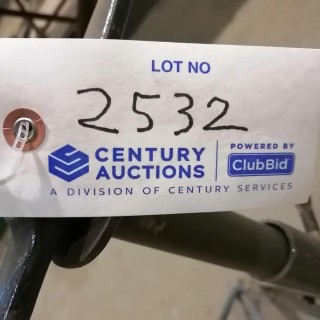 LOT NO
2532
CENTURY AUCTIONS
POWERED BY ClubBid
A DIVISION OF CENTURY SERVICES